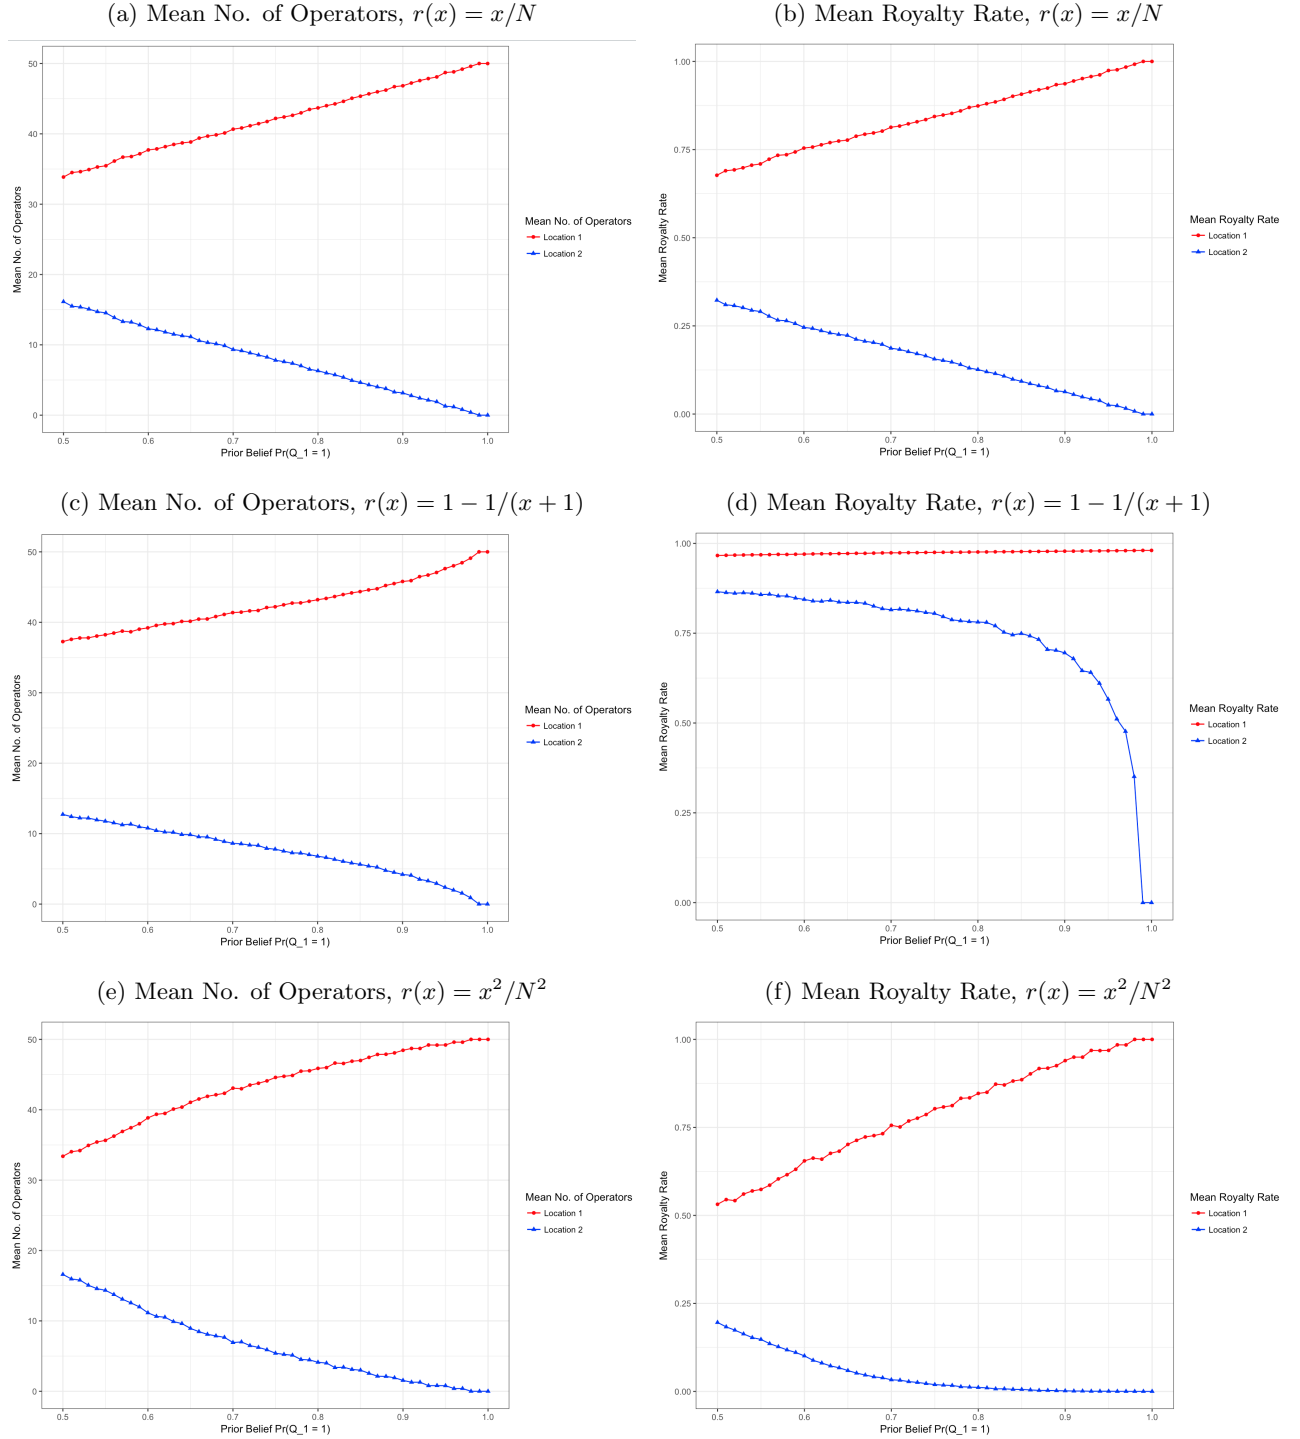 (a) Mean No. of Operators, r(x) = x/N
50
40
30
20
10
0
0.5 0.6 0.7 0.8 0.9 1.0
Prior Belief Pr(Q_1 = 1)
Mean No. of Operators
Mean No. of Operators
Location 1
Location 2
(b) Mean Royalty Rate, r(x) = x/N
1.00
0.75
0.50
0.25
0.00
0.5 0.6 0.7 0.8 0.9 1.0
Prior Belief Pr(Q_1 = 1)
Mean Royalty Rate
Mean Royalty Rate
Location 1
Location 2
(c) Mean No. of Operators, r(x) = 1 − 1/(x + 1)
50
40
30
20
10
0
0.5 0.6 0.7 0.8 0.9 1.0
Prior Belief Pr(Q_1 = 1)
Mean No. of Operators
Mean No. of Operators
Location 1
Location 2
(d) Mean Royalty Rate, r(x) = 1 − 1/(x + 1)
1.00
0.75
0.50
0.25
0.00
0.5 0.6 0.7 0.8 0.9 1.0
Prior Belief Pr(Q_1 = 1)
Mean Royalty Rate
Mean Royalty Rate
Location 1
Location 2
(e) Mean No. of Operators, r(x) = x²/N²
50
40
30
20
10
0
0.5 0.6 0.7 0.8 0.9 1.0
Prior Belief Pr(Q_1 = 1)
Mean No. of Operators
Mean No. of Operators
Location 1
Location 2
(f) Mean Royalty Rate, r(x) = x²/N²
1.00
0.75
0.50
0.25
0.00
0.5 0.6 0.7 0.8 0.9 1.0
Prior Belief Pr(Q_1 = 1)
Mean Royalty Rate
Mean Royalty Rate
Location 1
Location 2